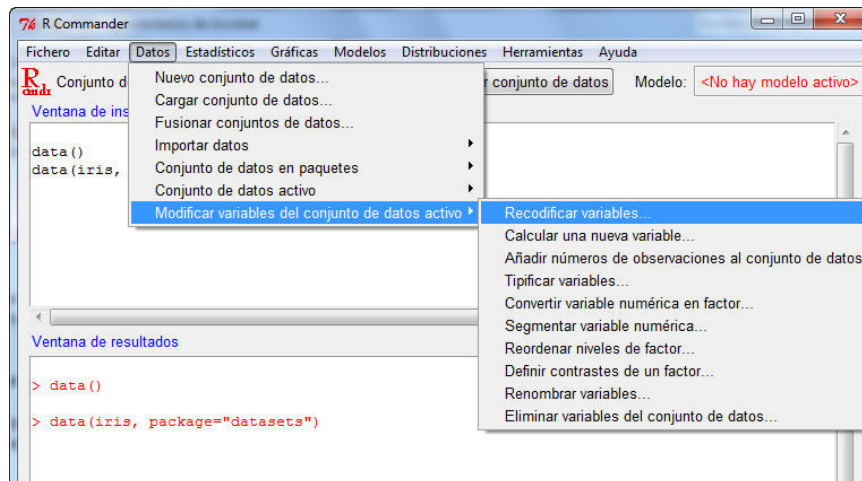 R Commander
Fichero Editar Datos Estadísticos Gráficas Modelos Distribuciones Herramientas Ayuda
R cmdr Conjunto d conjunto de datos Modelo: <No hay modelo activo>
Nuevo conjunto de datos...
Cargar conjunto de datos...
Fusionar conjuntos de datos...
Importar datos
Conjunto de datos en paquetes
Conjunto de datos activo
Modificar variables del conjunto de datos activo
Recodificar variables...
Calcular una nueva variable...
Añadir números de observaciones al conjunto de datos
Tipificar variables...
Convertir variable numérica en factor...
Segmentar variable numérica...
Reordenar niveles de factor...
Definir contrastes de un factor...
Renombrar variables...
Eliminar variables del conjunto de datos...
Ventana de ins
data()
data(iris,
Ventana de resultados
> data()
> data(iris, package="datasets")